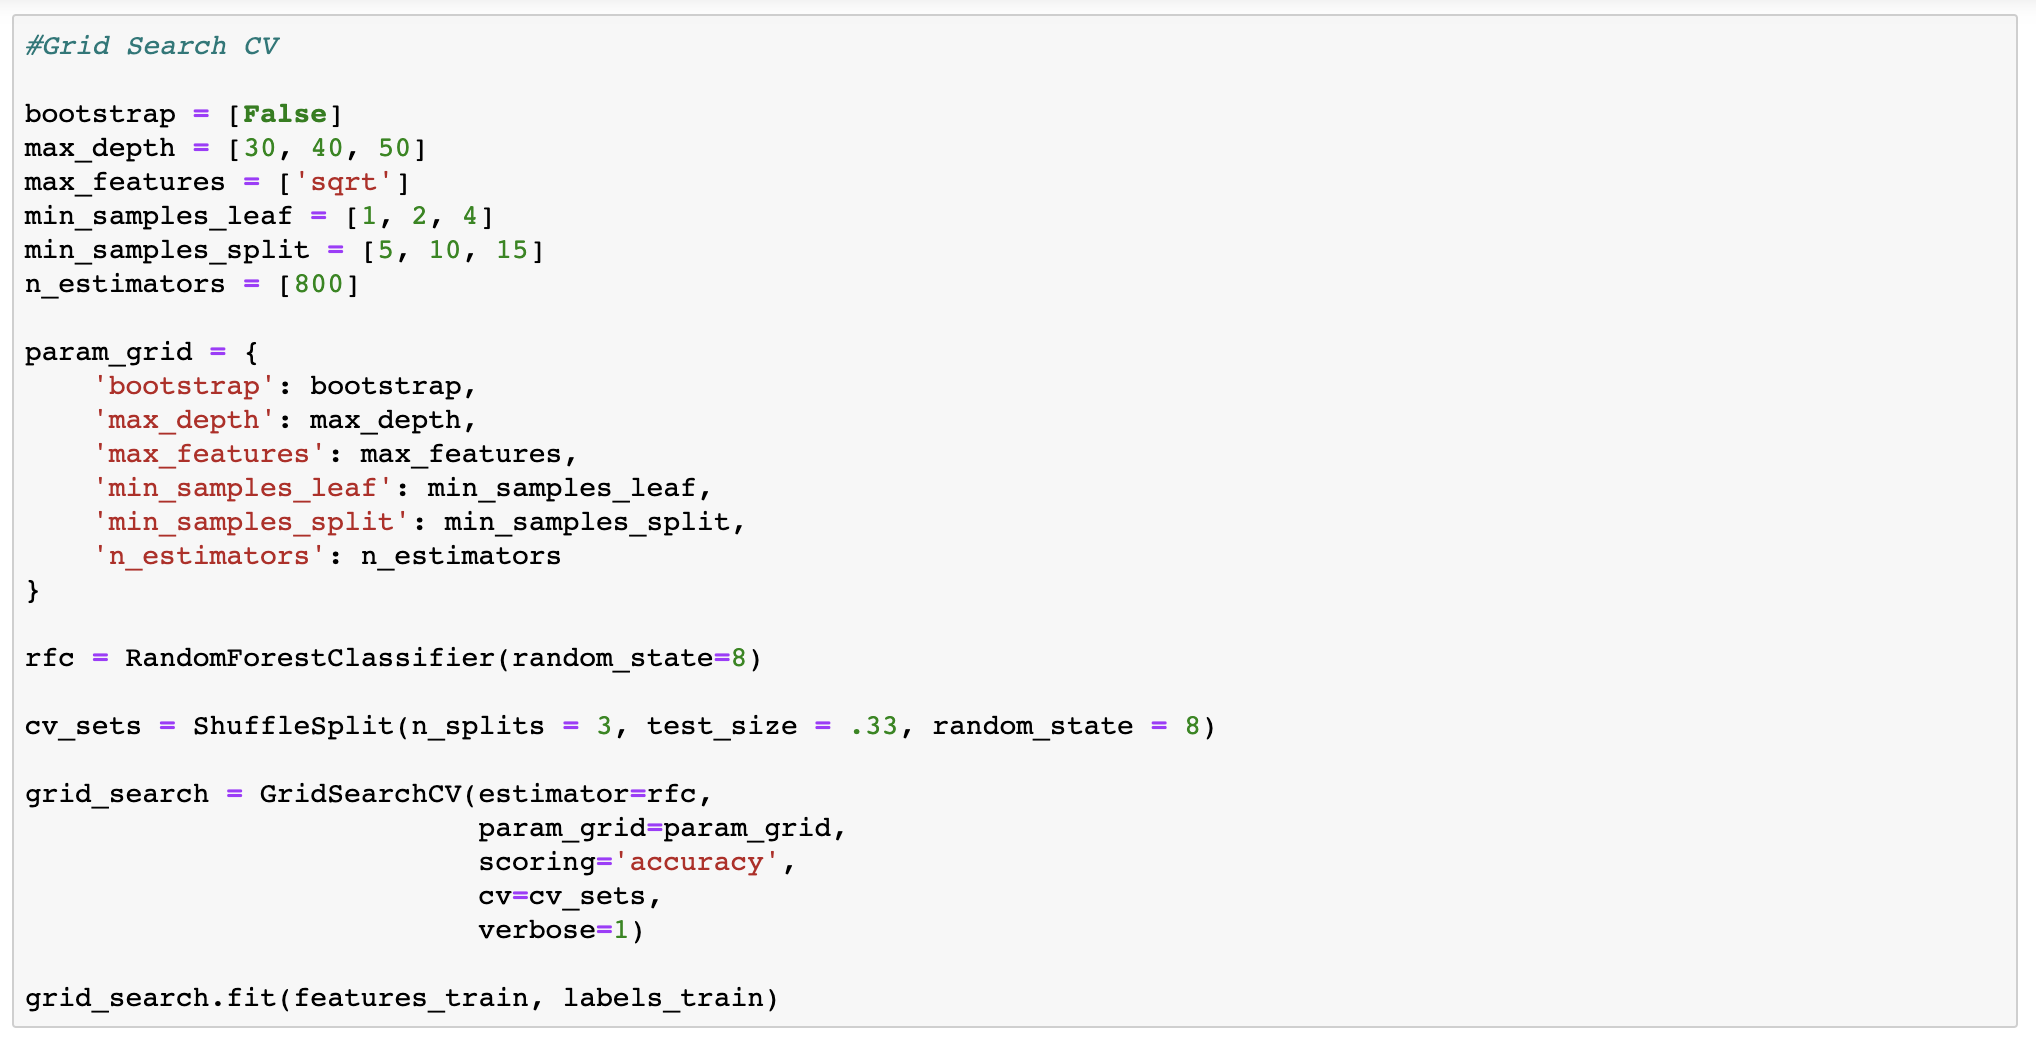 #Grid Search CV
bootstrap = [False]
max_depth = [30, 40, 50]
max_features = ['sqrt']
min_samples_leaf = [1, 2, 4]
min_samples_split = [5, 10, 15]
n_estimators = [800]
param_grid = {
    'bootstrap': bootstrap,
    'max_depth': max_depth,
    'max_features': max_features,
    'min_samples_leaf': min_samples_leaf,
    'min_samples_split': min_samples_split,
    'n_estimators': n_estimators
}
rfc = RandomForestClassifier(random_state=8)
cv_sets = ShuffleSplit(n_splits = 3, test_size = .33, random_state = 8)
grid_search = GridSearchCV(estimator=rfc,
                           param_grid=param_grid,
                           scoring='accuracy',
                           cv=cv_sets,
                           verbose=1)
grid_search.fit(features_train, labels_train)